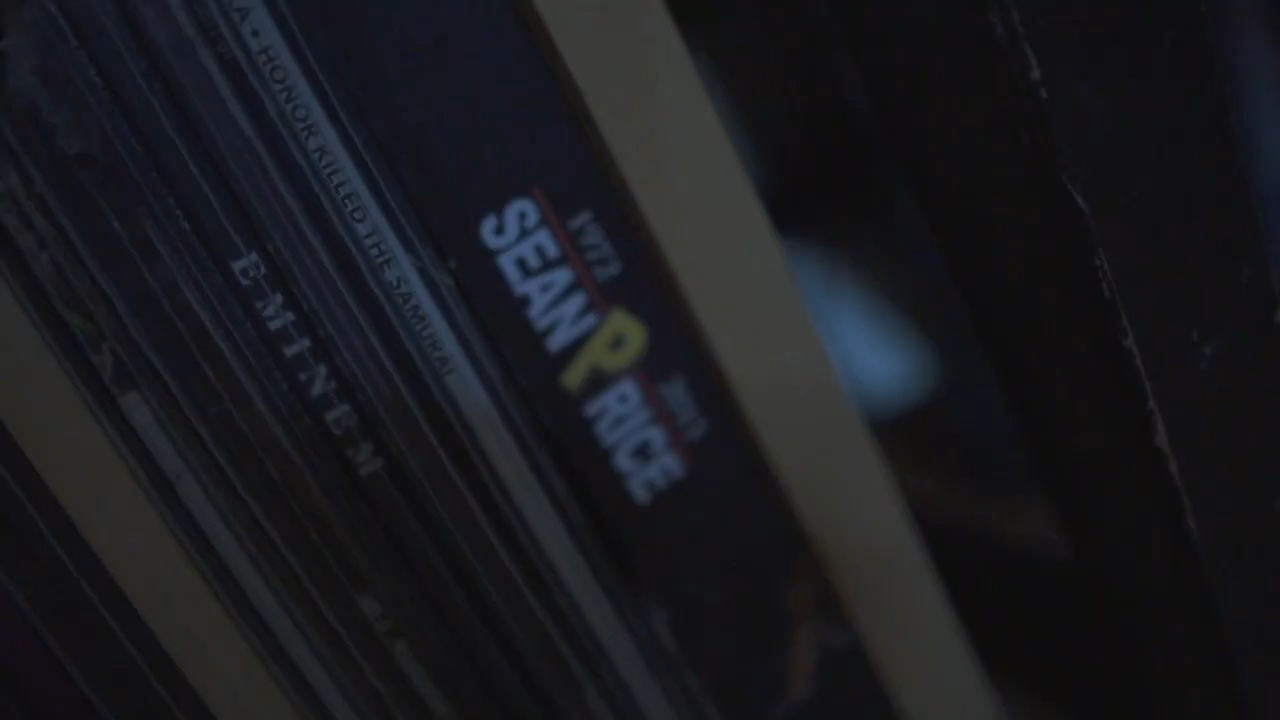 A • HONOR KILLED THE SAMURAI
EMINEM
1972
SEAN PRICE
2015